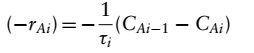 (−r_{Ai}) = −\frac{1}{τ_i}(C_{Ai−1} − C_{Ai})